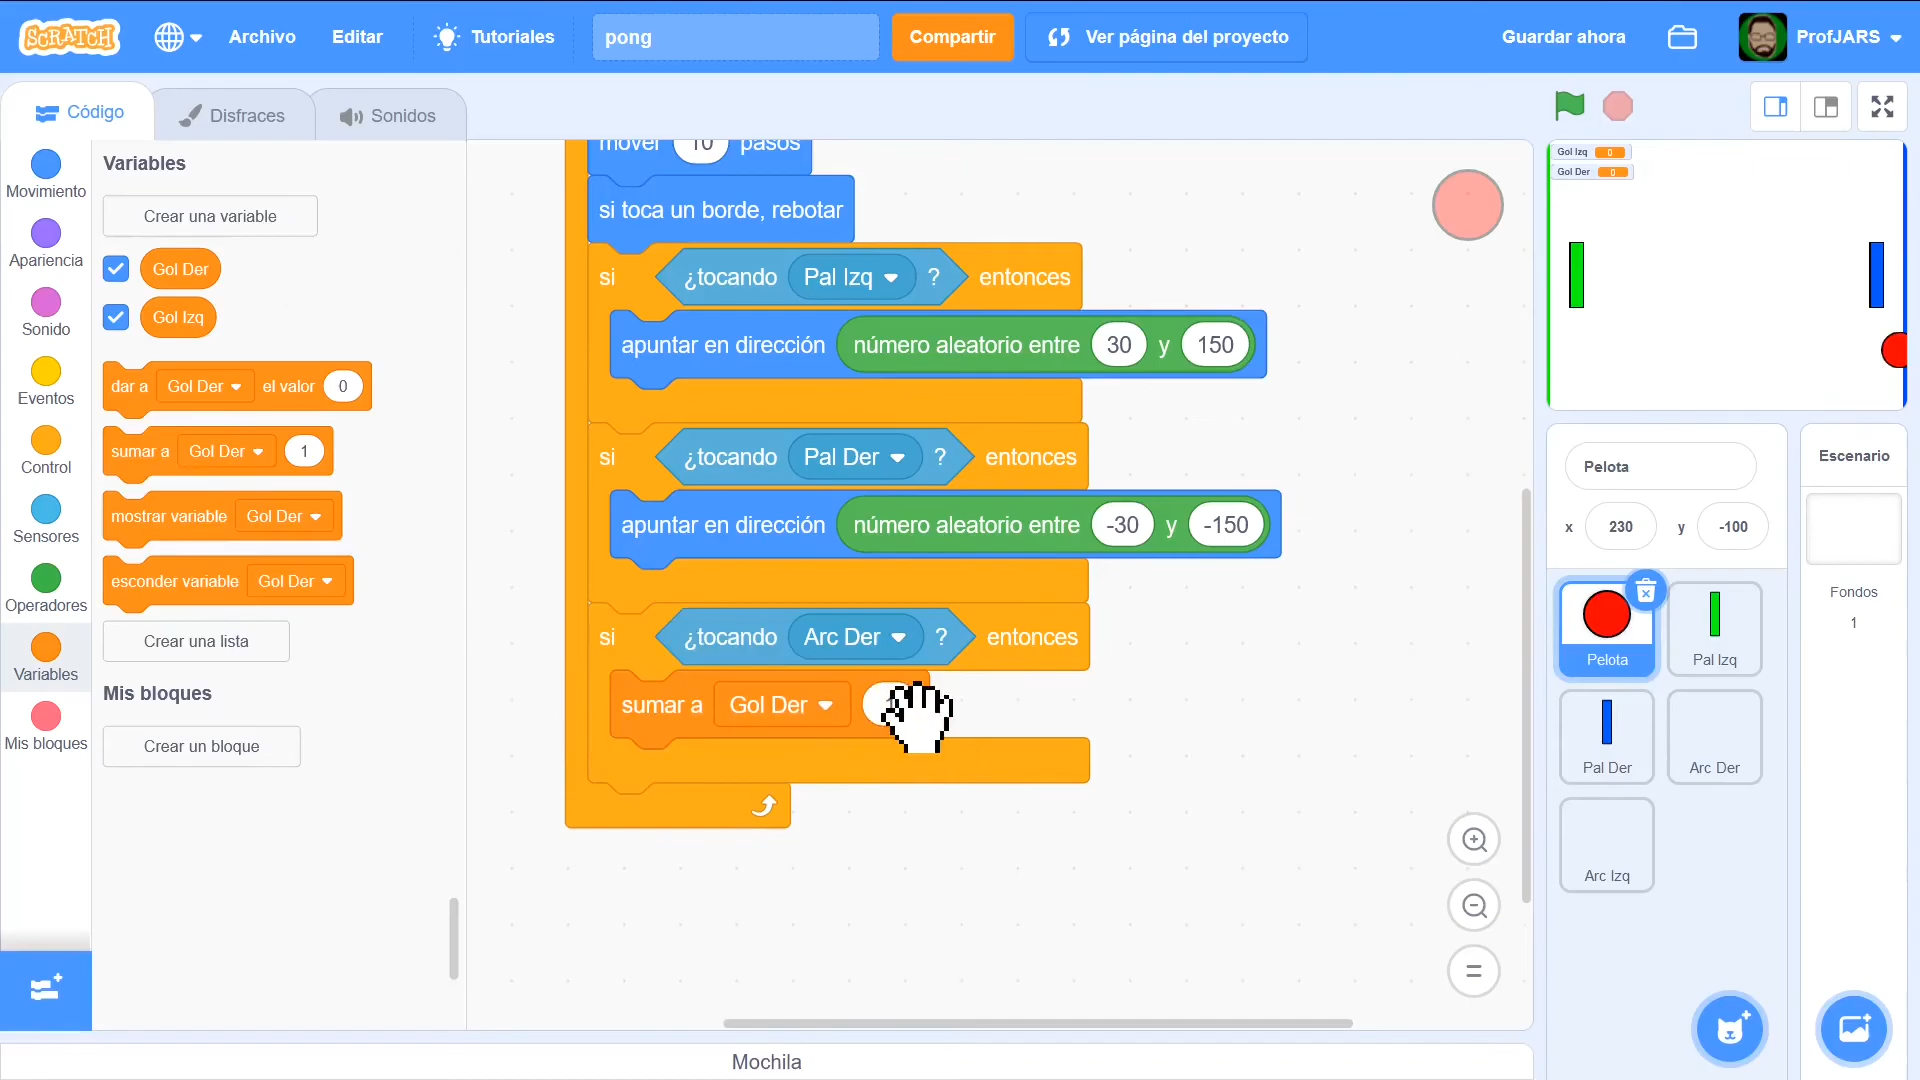 SCRATCH
Archivo
Editar
Tutoriales
pong
Compartir
Ver página del proyecto
Guardar ahora
ProfJARS
Código
Disfraces
Sonidos
Movimiento
Apariencia
Sonido
Eventos
Control
Sensores
Operadores
Variables
Mis bloques
Variables
Crear una variable
Gol Der
Gol Izq
dar a Gol Der el valor 0
sumar a Gol Der 1
mostrar variable Gol Der
esconder variable Gol Der
Crear una lista
Mis bloques
Crear un bloque
mover 10 pasos
si toca un borde, rebotar
si ¿tocando Pal Izq ? entonces
apuntar en dirección número aleatorio entre 30 y 150
si ¿tocando Pal Der ? entonces
apuntar en dirección número aleatorio entre -30 y -150
si ¿tocando Arc Der ? entonces
sumar a Gol Der
Mochila
Gol Izq 0
Gol Der 0
Pelota
x 230 y -100
Pelota
Pal Izq
Pal Der
Arc Der
Arc Izq
Escenario
Fondos
1